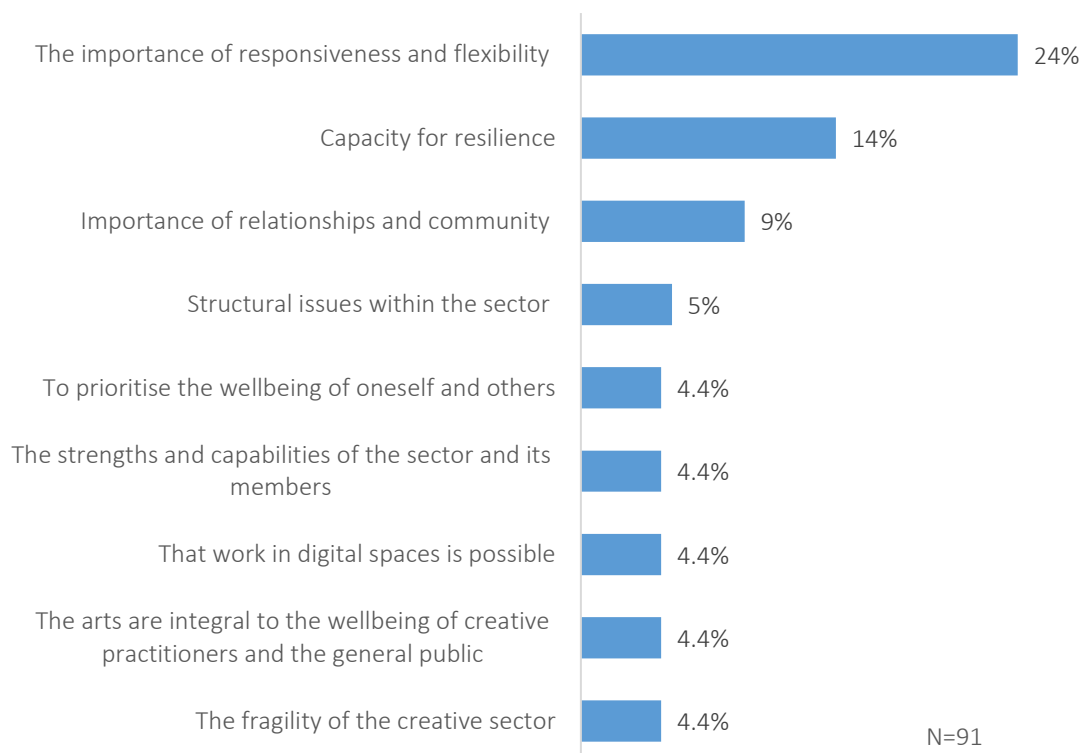 The importance of responsiveness and flexibility 24%
Capacity for resilience 14%
Importance of relationships and community 9%
Structural issues within the sector 5%
To prioritise the wellbeing of oneself and others 4.4%
The strengths and capabilities of the sector and its
members 4.4%
That work in digital spaces is possible 4.4%
The arts are integral to the wellbeing of creative
practitioners and the general public 4.4%
The fragility of the creative sector 4.4%
N=91